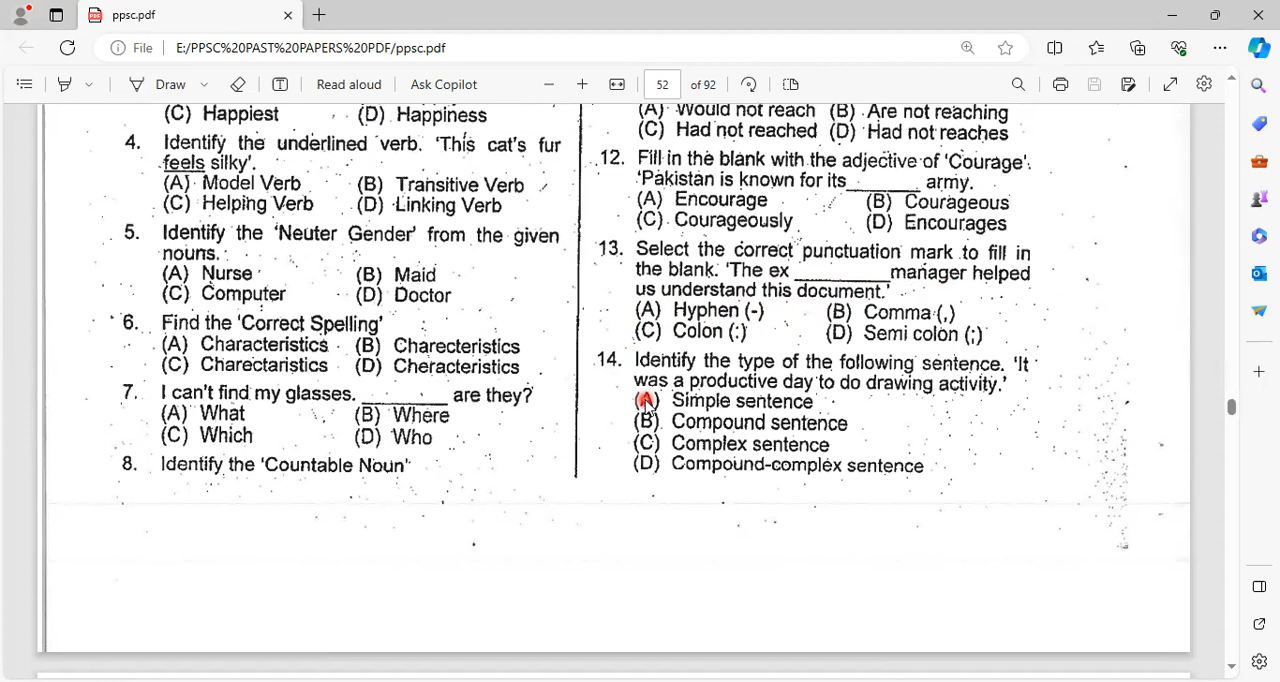 ppsc.pdf
File
E:/PPSC%20PAST%20PAPERS%20PDF/ppsc.pdf
Draw
Read aloud
Ask Copilot
52 of 92
(C) Happiest (D) Happiness
4. Identify the underlined verb. 'This cat's fur
feels silky'.
(A) Model Verb (B) Transitive Verb
(C) Helping Verb (D) Linking Verb
5. Identify the 'Neuter Gender' from the given
nouns.
(A) Nurse (B) Maid
(C) Computer (D) Doctor
6. Find the 'Correct Spelling'
(A) Characteristics (B) Charecteristics
(C) Charectaristics (D) Cheracteristics
7. I can't find my glasses. ________ are they?
(A) What (B) Where
(C) Which (D) Who
8. Identify the 'Countable Noun'
(A) Would not reach (B) Are not reaching
(C) Had not reached (D) Had not reaches
12. Fill in the blank with the adjective of 'Courage'.
'Pakistan is known for its ________ army.
(A) Encourage (B) Courageous
(C) Courageously (D) Encourages
13. Select the correct punctuation mark to fill in
the blank. 'The ex ________ manager helped
us understand this document.'
(A) Hyphen (-) (B) Comma (,)
(C) Colon (:) (D) Semi colon (;)
14. Identify the type of the following sentence. 'It
was a productive day to do drawing activity.'
(A) Simple sentence
(B) Compound sentence
(C) Complex sentence
(D) Compound-complex sentence